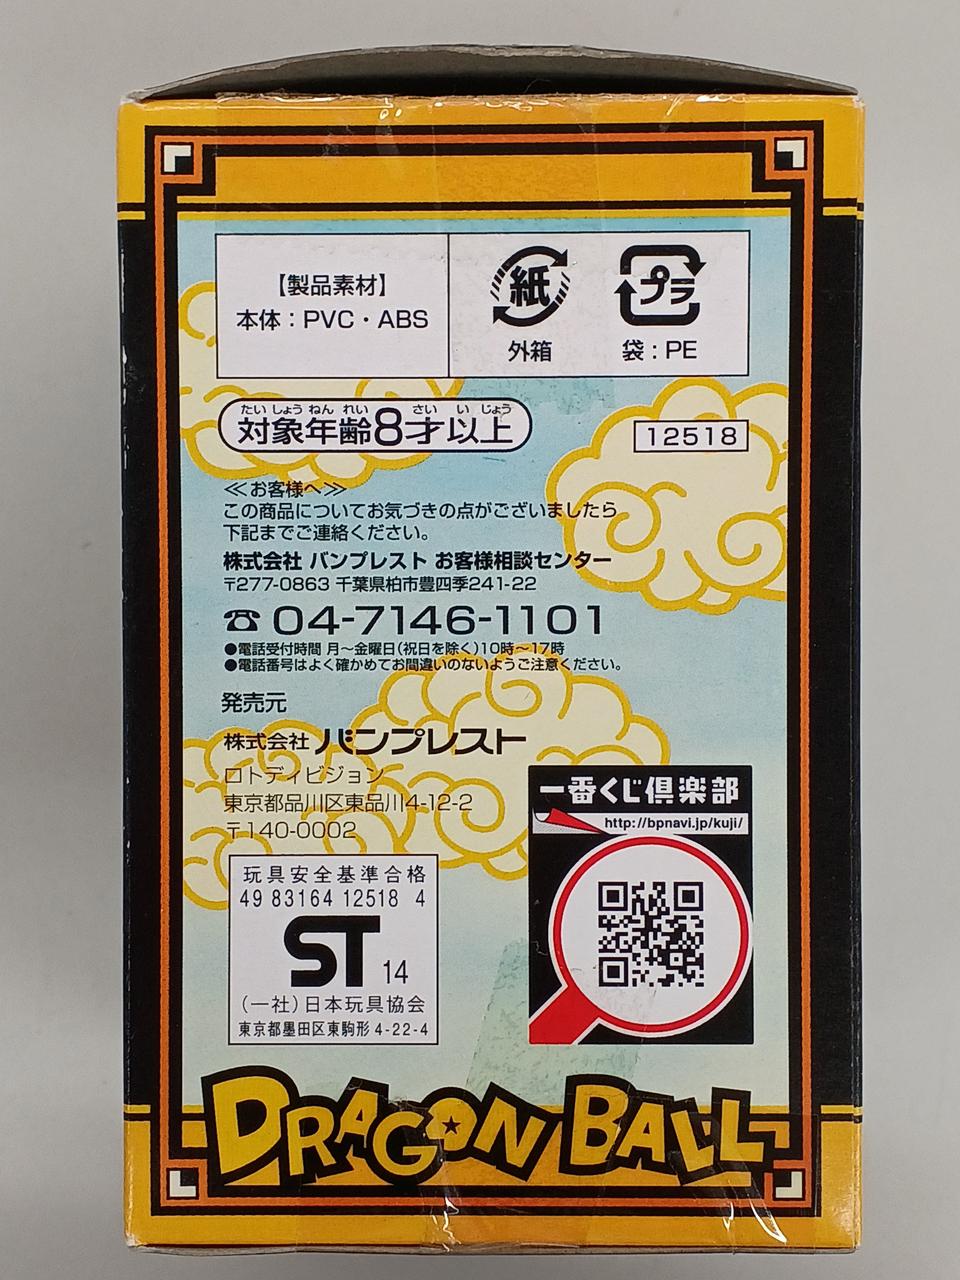 【製品素材】
本体：PVC・ABS
紙
外箱
プラ
袋：PE
たいしょうねんれい さいいじょう
対象年齢8才以上
12518
≪お客様へ≫
この商品についてお気づきの点がございましたら
下記までご連絡ください。
株式会社 バンプレスト お客様相談センター
〒277-0863 千葉県柏市豊四季241-22
☎04-7146-1101
●電話受付時間 月～金曜日（祝日を除く）10時～17時
●電話番号はよく確かめてお間違いのないようご注意ください。
発売元
株式会社 バンプレスト
ロトディビジョン
東京都品川区東品川4-12-2
〒140-0002
一番くじ倶楽部
http://bpnavi.jp/kuji/
玩具安全基準合格
49 83164 12518 4
ST 14
（一社）日本玩具協会
東京都墨田区東駒形 4-22-4
DRAGON BALL